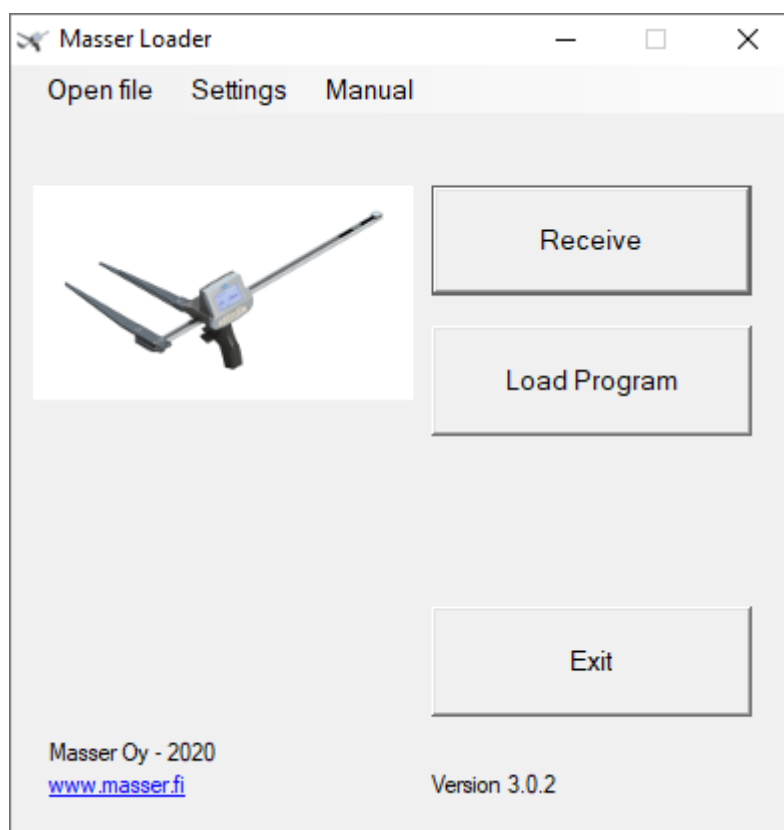 Masser Loader
Open file Settings Manual
Receive
Load Program
Exit
Masser Oy - 2020
www.masser.fi
Version 3.0.2